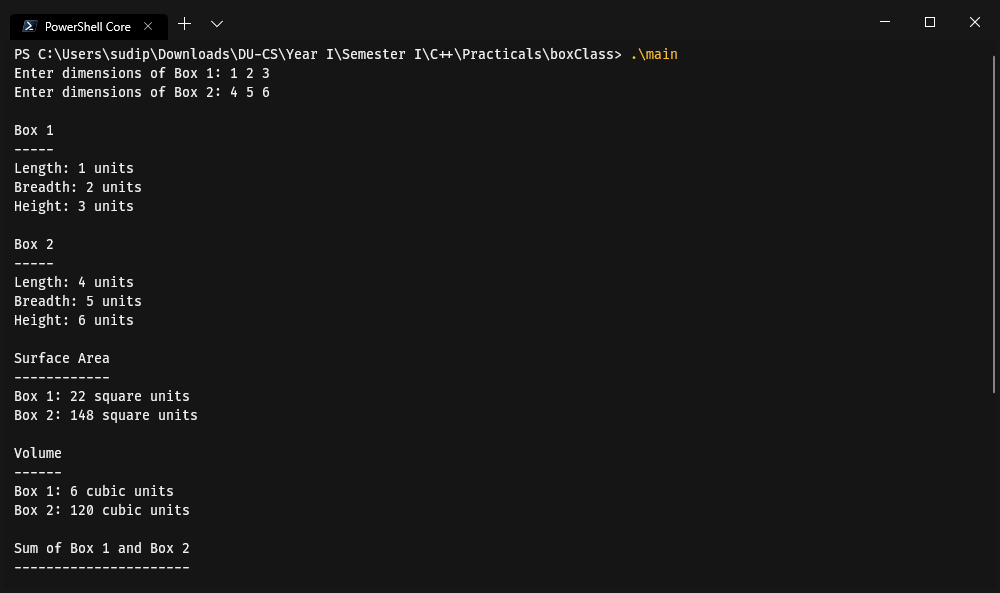 PowerShell Core
PS C:\Users\sudip\Downloads\DU-CS\Year I\Semester I\C++\Practicals\boxClass> .\main
Enter dimensions of Box 1: 1 2 3
Enter dimensions of Box 2: 4 5 6
Box 1
-----
Length: 1 units
Breadth: 2 units
Height: 3 units
Box 2
-----
Length: 4 units
Breadth: 5 units
Height: 6 units
Surface Area
------------
Box 1: 22 square units
Box 2: 148 square units
Volume
------
Box 1: 6 cubic units
Box 2: 120 cubic units
Sum of Box 1 and Box 2
----------------------